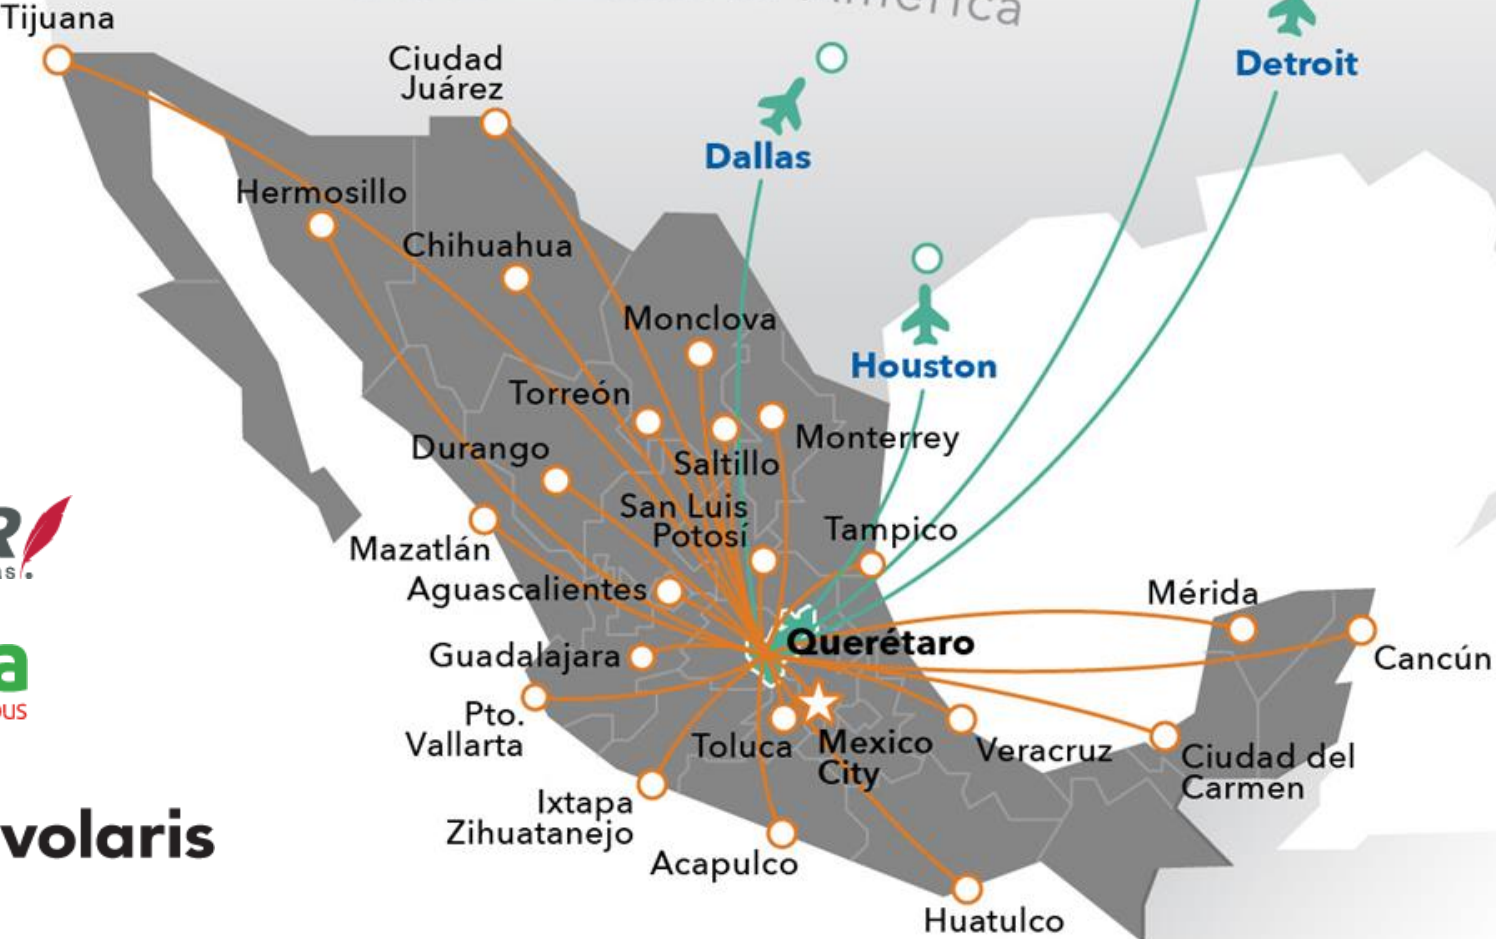 Tijuana
Ciudad
Juárez
Detroit
Dallas
Hermosillo
Chihuahua
Monclova
Houston
Torreón
Monterrey
Durango
Saltillo
San Luis
Potosí
Tampico
Mazatlán
Aguascalientes
Mérida
Querétaro
Guadalajara
Cancún
Pto.
Vallarta
Toluca
Mexico
City
Veracruz
Ciudad del
Carmen
Ixtapa
Zihuatanejo
volaris
Acapulco
Huatulco